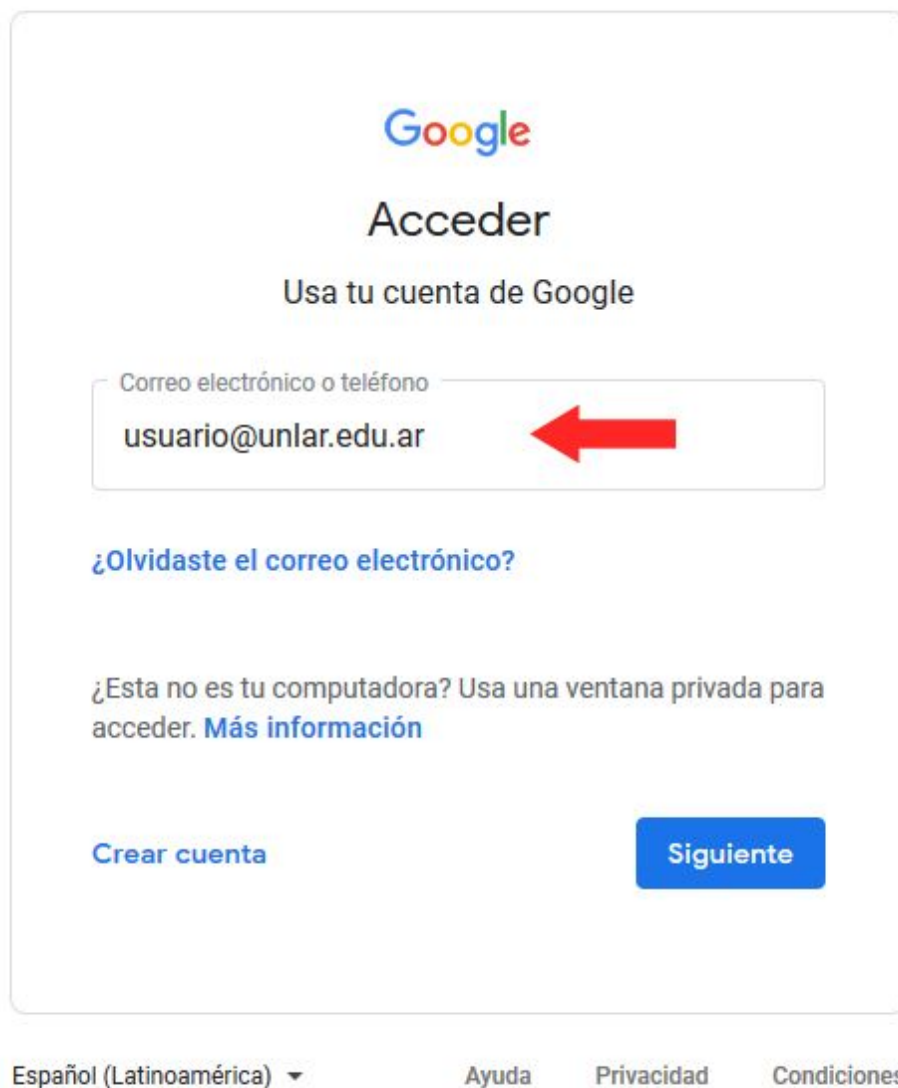 Google
Acceder
Usa tu cuenta de Google
Correo electrónico o teléfono
usuario@unlar.edu.ar
¿Olvidaste el correo electrónico?
¿Esta no es tu computadora? Usa una ventana privada para
acceder. Más información
Crear cuenta
Siguiente
Español (Latinoamérica)
Ayuda
Privacidad
Condiciones